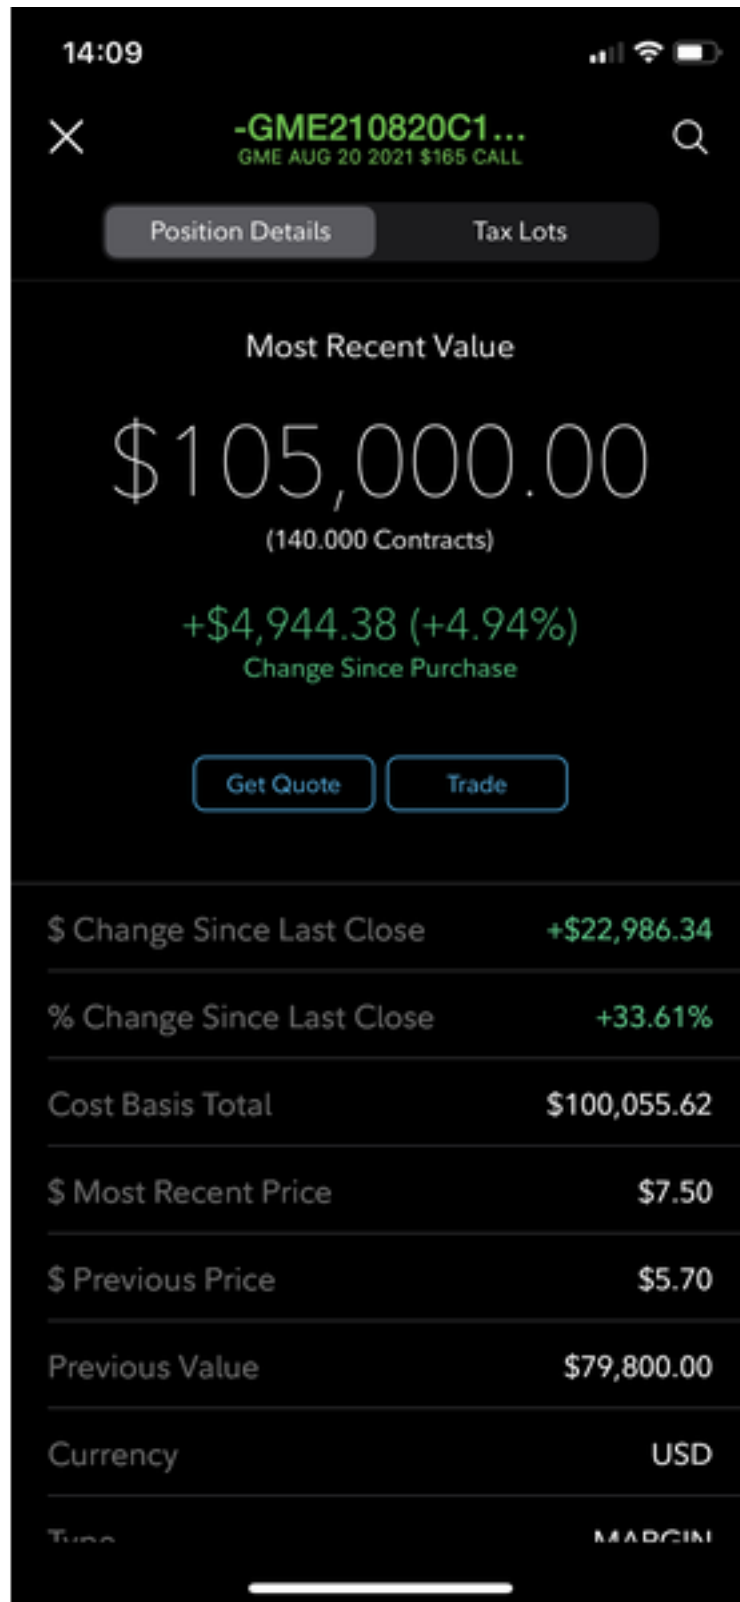 14:09
-GME210820C1...
GME AUG 20 2021 $165 CALL
Position Details Tax Lots
Most Recent Value
$105,000.00
(140.000 Contracts)
+$4,944.38 (+4.94%)
Change Since Purchase
Get Quote Trade
$ Change Since Last Close +$22,986.34
% Change Since Last Close +33.61%
Cost Basis Total $100,055.62
$ Most Recent Price $7.50
$ Previous Price $5.70
Previous Value $79,800.00
Currency USD
Type MARGIN